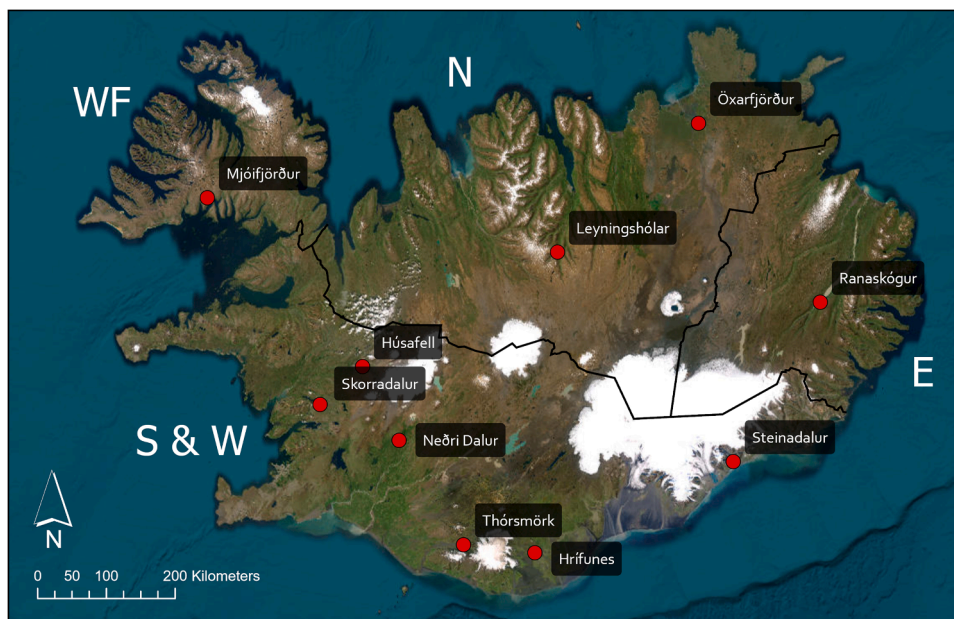 N
WF
Öxarfjörður
Mjóifjörður
Leyningshólar
Ranaskógur
Húsafell
E
Skorradalur
S & W
Neðri Dalur
Steinadalur
Thórsmörk
Hrífunes
N
0 50 100 200 Kilometers